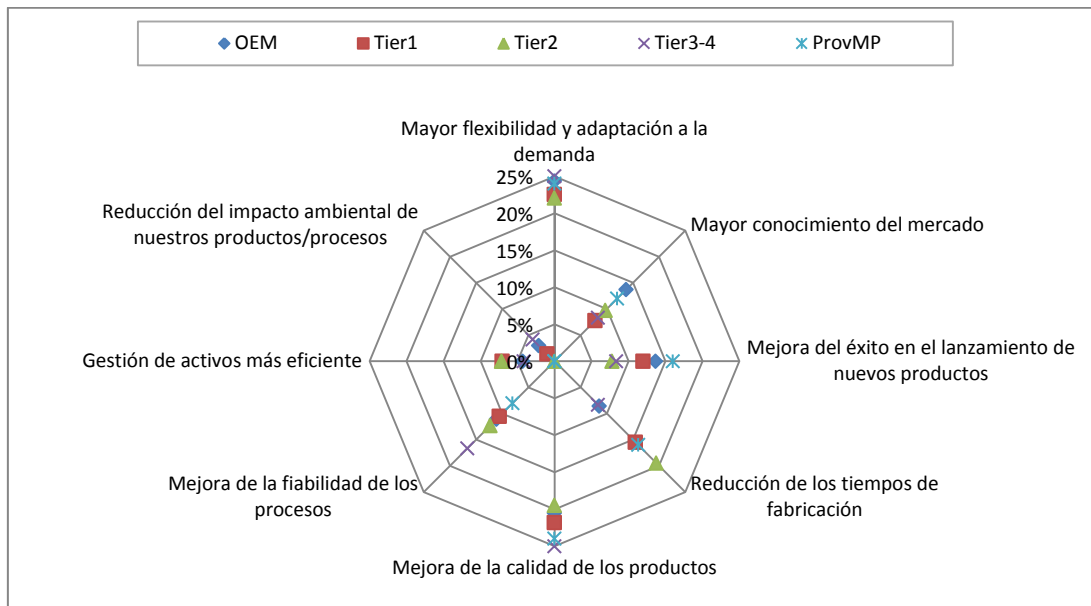 OEM Tier1 Tier2 Tier3-4 ProvMP
Mayor flexibilidad y adaptación a la
demanda
25%
20%
15%
10%
5%
0%
Mayor conocimiento del mercado
Mejora del éxito en el lanzamiento de
nuevos productos
Reducción de los tiempos de
fabricación
Mejora de la calidad de los productos
Mejora de la fiabilidad de los
procesos
Gestión de activos más eficiente
Reducción del impacto ambiental de
nuestros productos/procesos